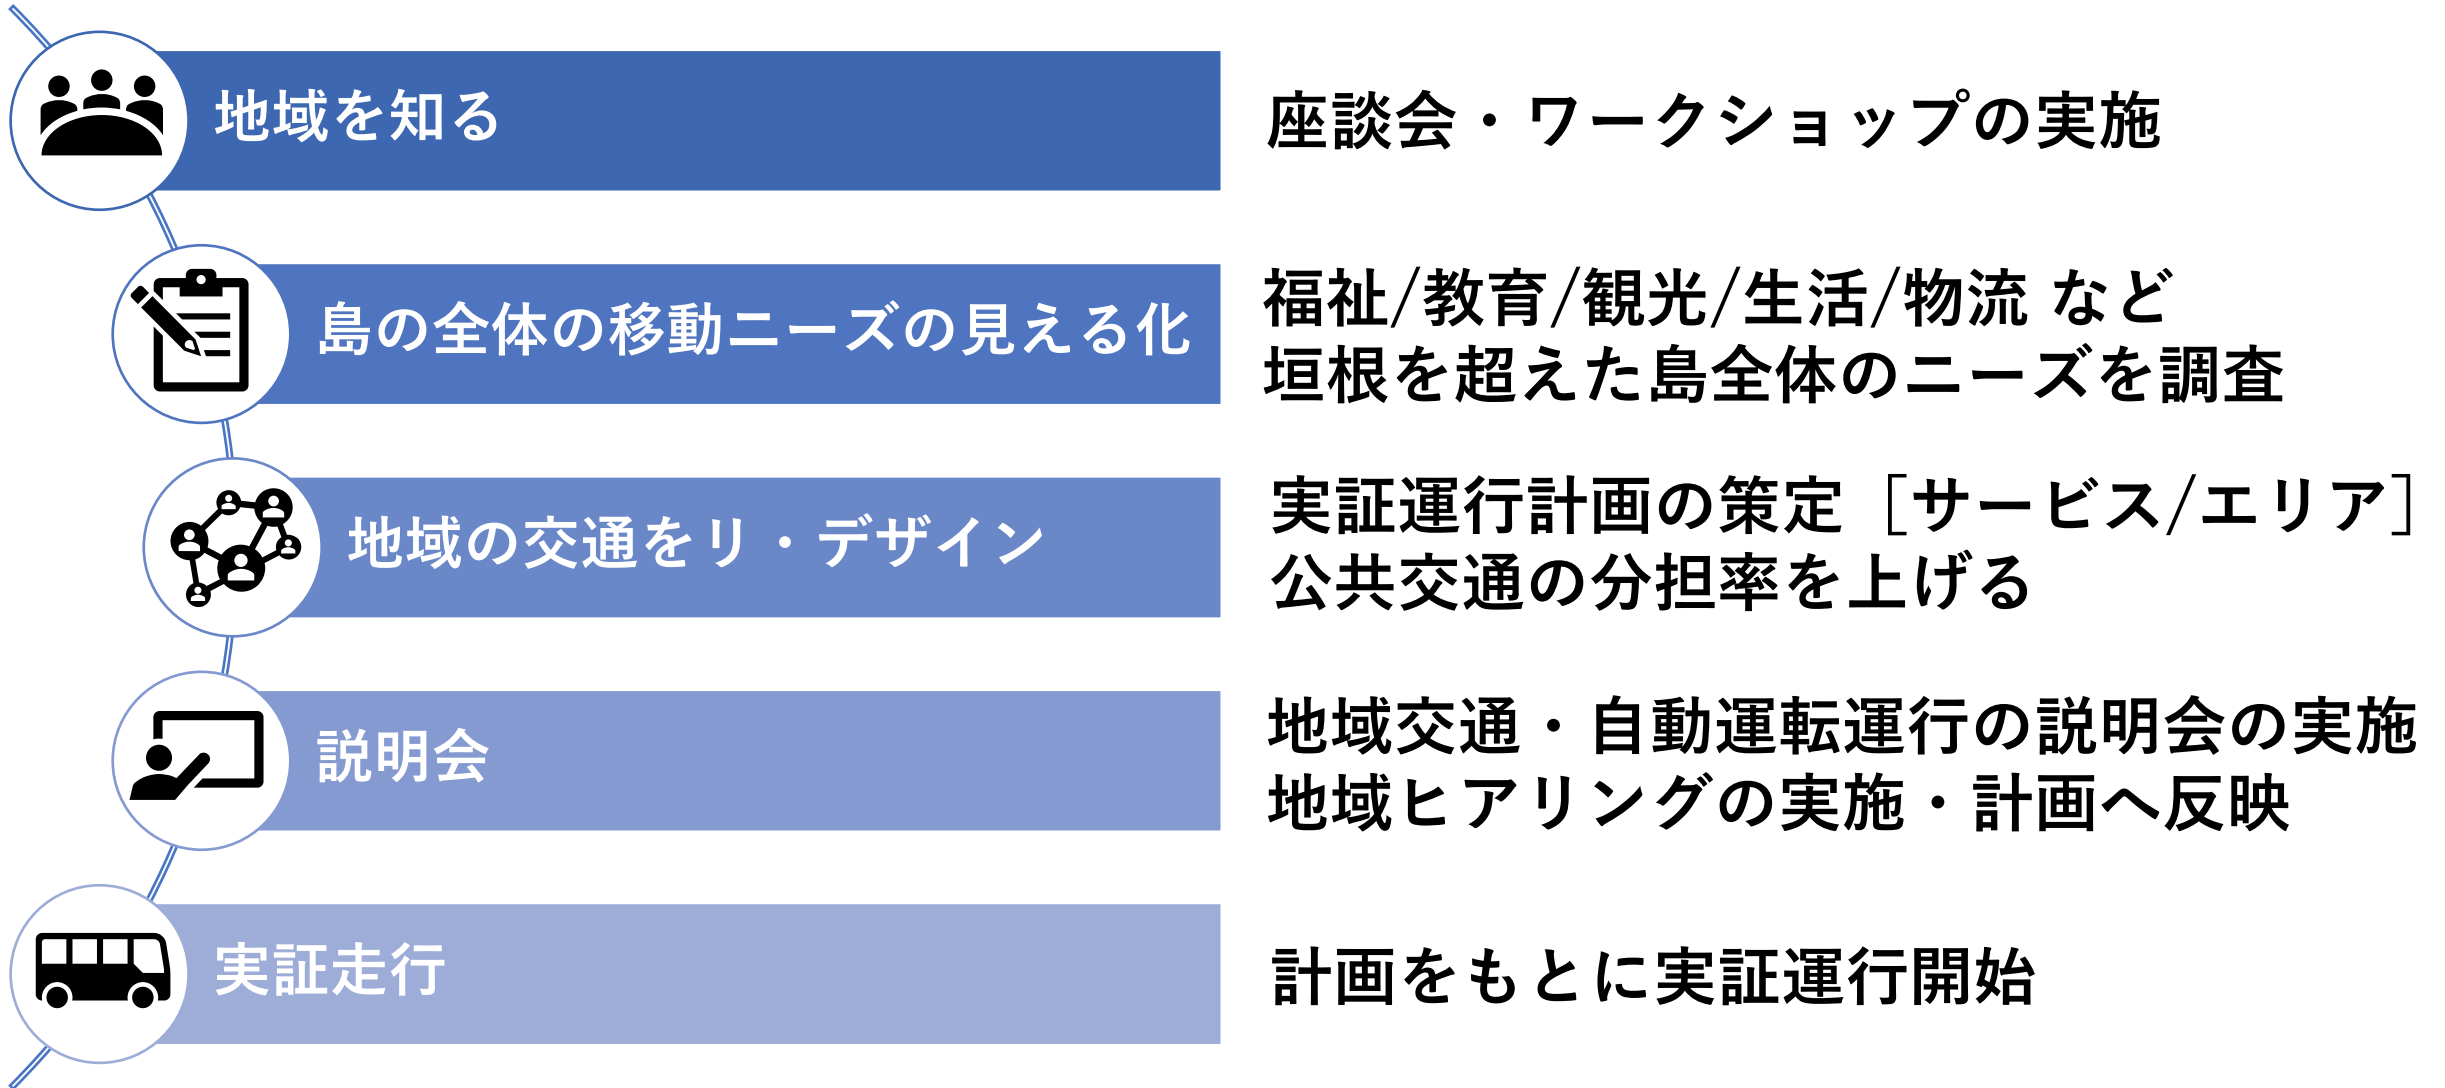 地域を知る
座談会・ワークショップの実施
島の全体の移動ニーズの見える化
福祉/教育/観光/生活/物流 など
垣根を超えた島全体のニーズを調査
地域の交通をリ・デザイン
実証運行計画の策定［サービス/エリア］
公共交通の分担率を上げる
説明会
地域交通・自動運転運行の説明会の実施
地域ヒアリングの実施・計画へ反映
実証走行
計画をもとに実証運行開始